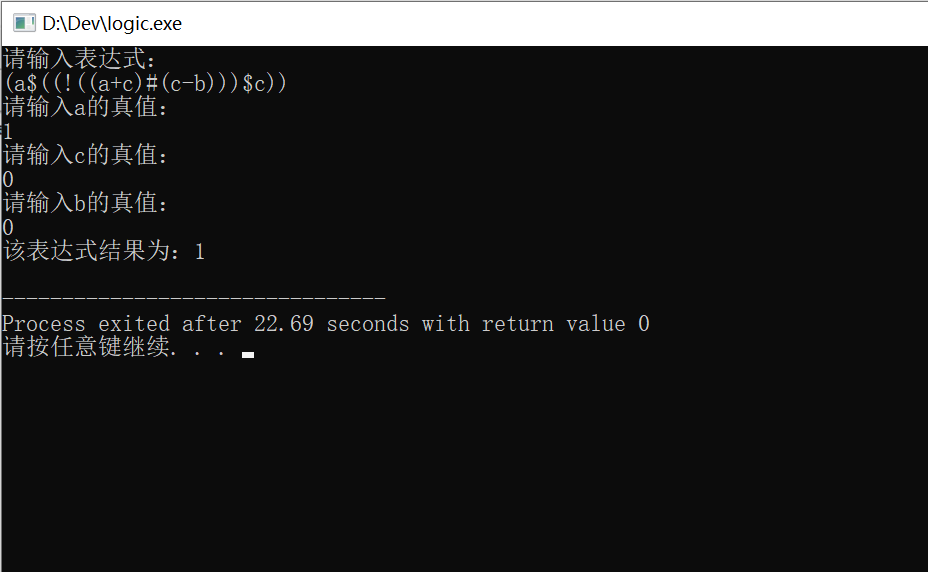 D:\Dev\logic.exe
请输入表达式：
(a$((!((a+c)#(c-b)))$c))
请输入a的真值：
1
请输入c的真值：
0
请输入b的真值：
0
该表达式结果为：1
--------------------------------
Process exited after 22.69 seconds with return value 0
请按任意键继续. . .